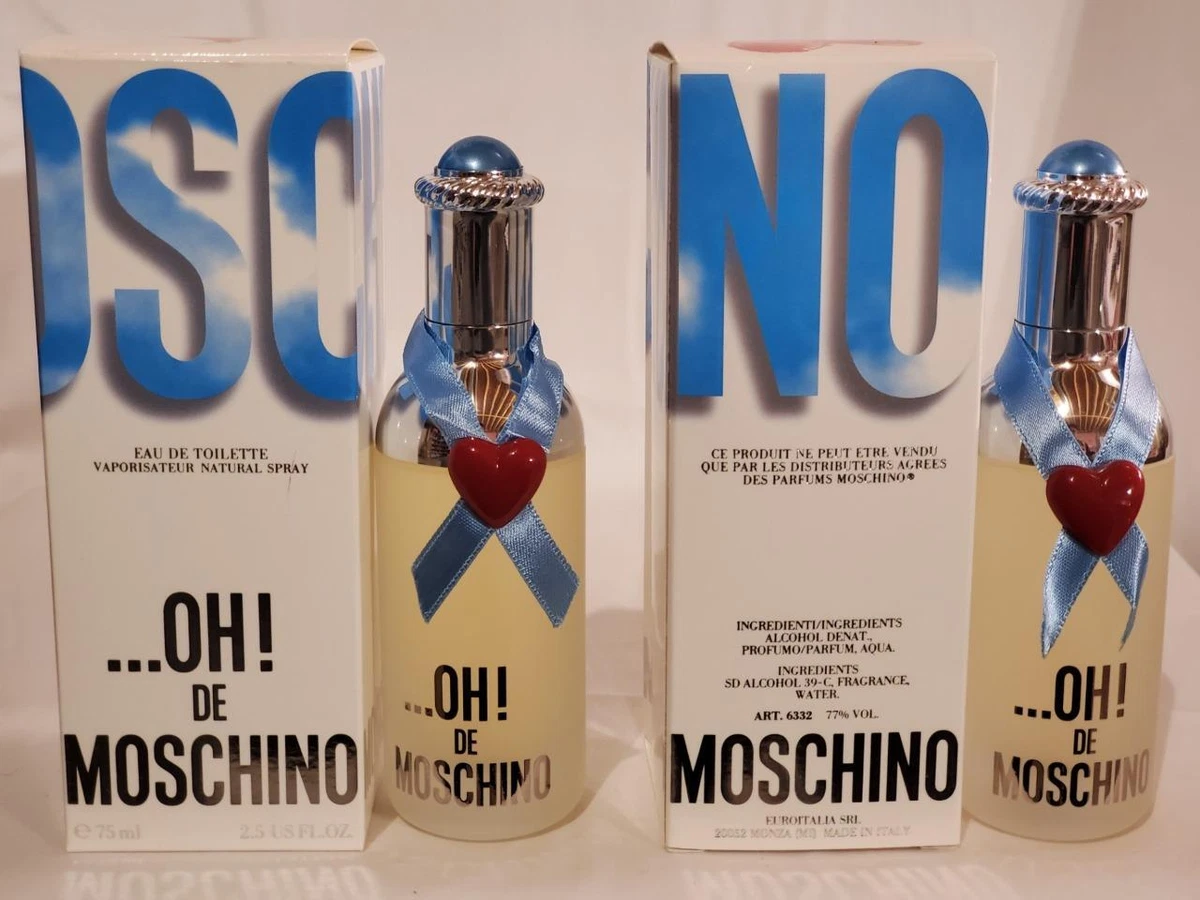 OSC
EAU DE TOILETTE
VAPORISATEUR NATURAL SPRAY
...OH!
DE
MOSCHINO
e 75 ml 2.5 US FL.OZ.
...OH!
DE
MOSCHINO
NO
CE PRODUIT NE PEUT ETRE VENDU
QUE PAR LES DISTRIBUTEURS AGREES
DES PARFUMS MOSCHINO®
INGREDIENTI/INGREDIENTS
ALCOHOL DENAT.,
PROFUMO/PARFUM, AQUA.
INGREDIENTS
SD ALCOHOL 39-C, FRAGRANCE,
WATER.
ART. 6332 77% VOL.
MOSCHINO
EUROITALIA SRL
20052 MONZA (MI) MADE IN ITALY
...OH!
DE
MOSCHINO